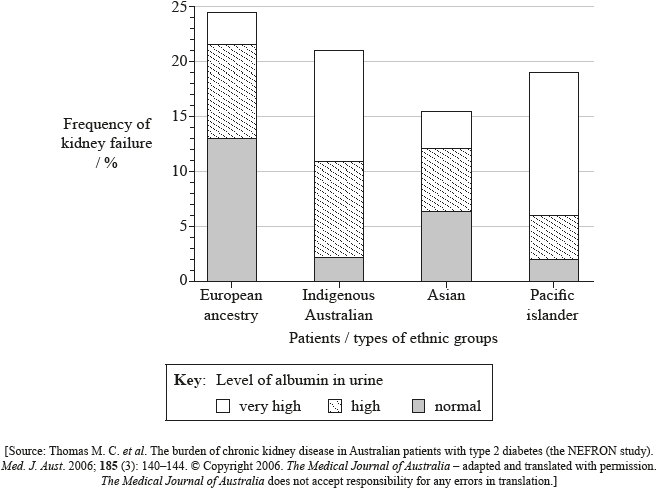 25
20
15
10
5
0
Frequency of
kidney failure
/ %
European
ancestry
Indigenous
Australian
Asian
Pacific
islander
Patients / types of ethnic groups
Key: Level of albumin in urine
very high high normal
[Source: Thomas M. C. et al. The burden of chronic kidney disease in Australian patients with type 2 diabetes (the NEFRON study).
Med. J. Aust. 2006; 185 (3): 140–144. © Copyright 2006. The Medical Journal of Australia – adapted and translated with permission.
The Medical Journal of Australia does not accept responsibility for any errors in translation.]